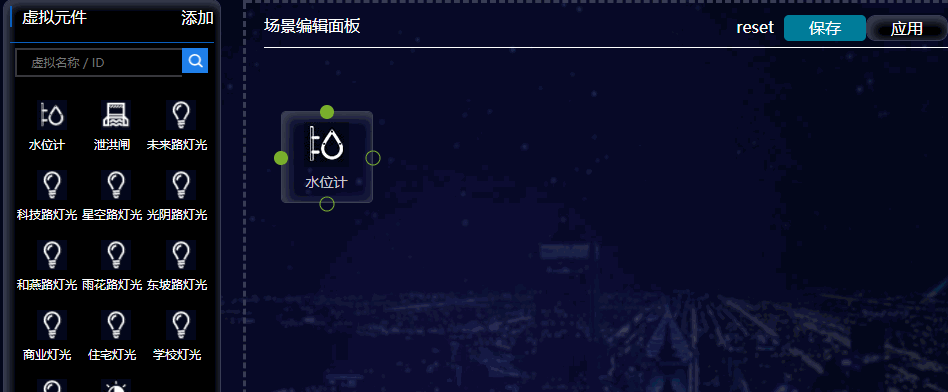 虚拟元件 添加
虚拟名称 / ID
水位计 泄洪闸 未来路灯光
科技路灯光 星空路灯光 光阴路灯光
和燕路灯光 雨花路灯光 东坡路灯光
商业灯光 住宅灯光 学校灯光
场景编辑面板 reset 保存 应用
水位计